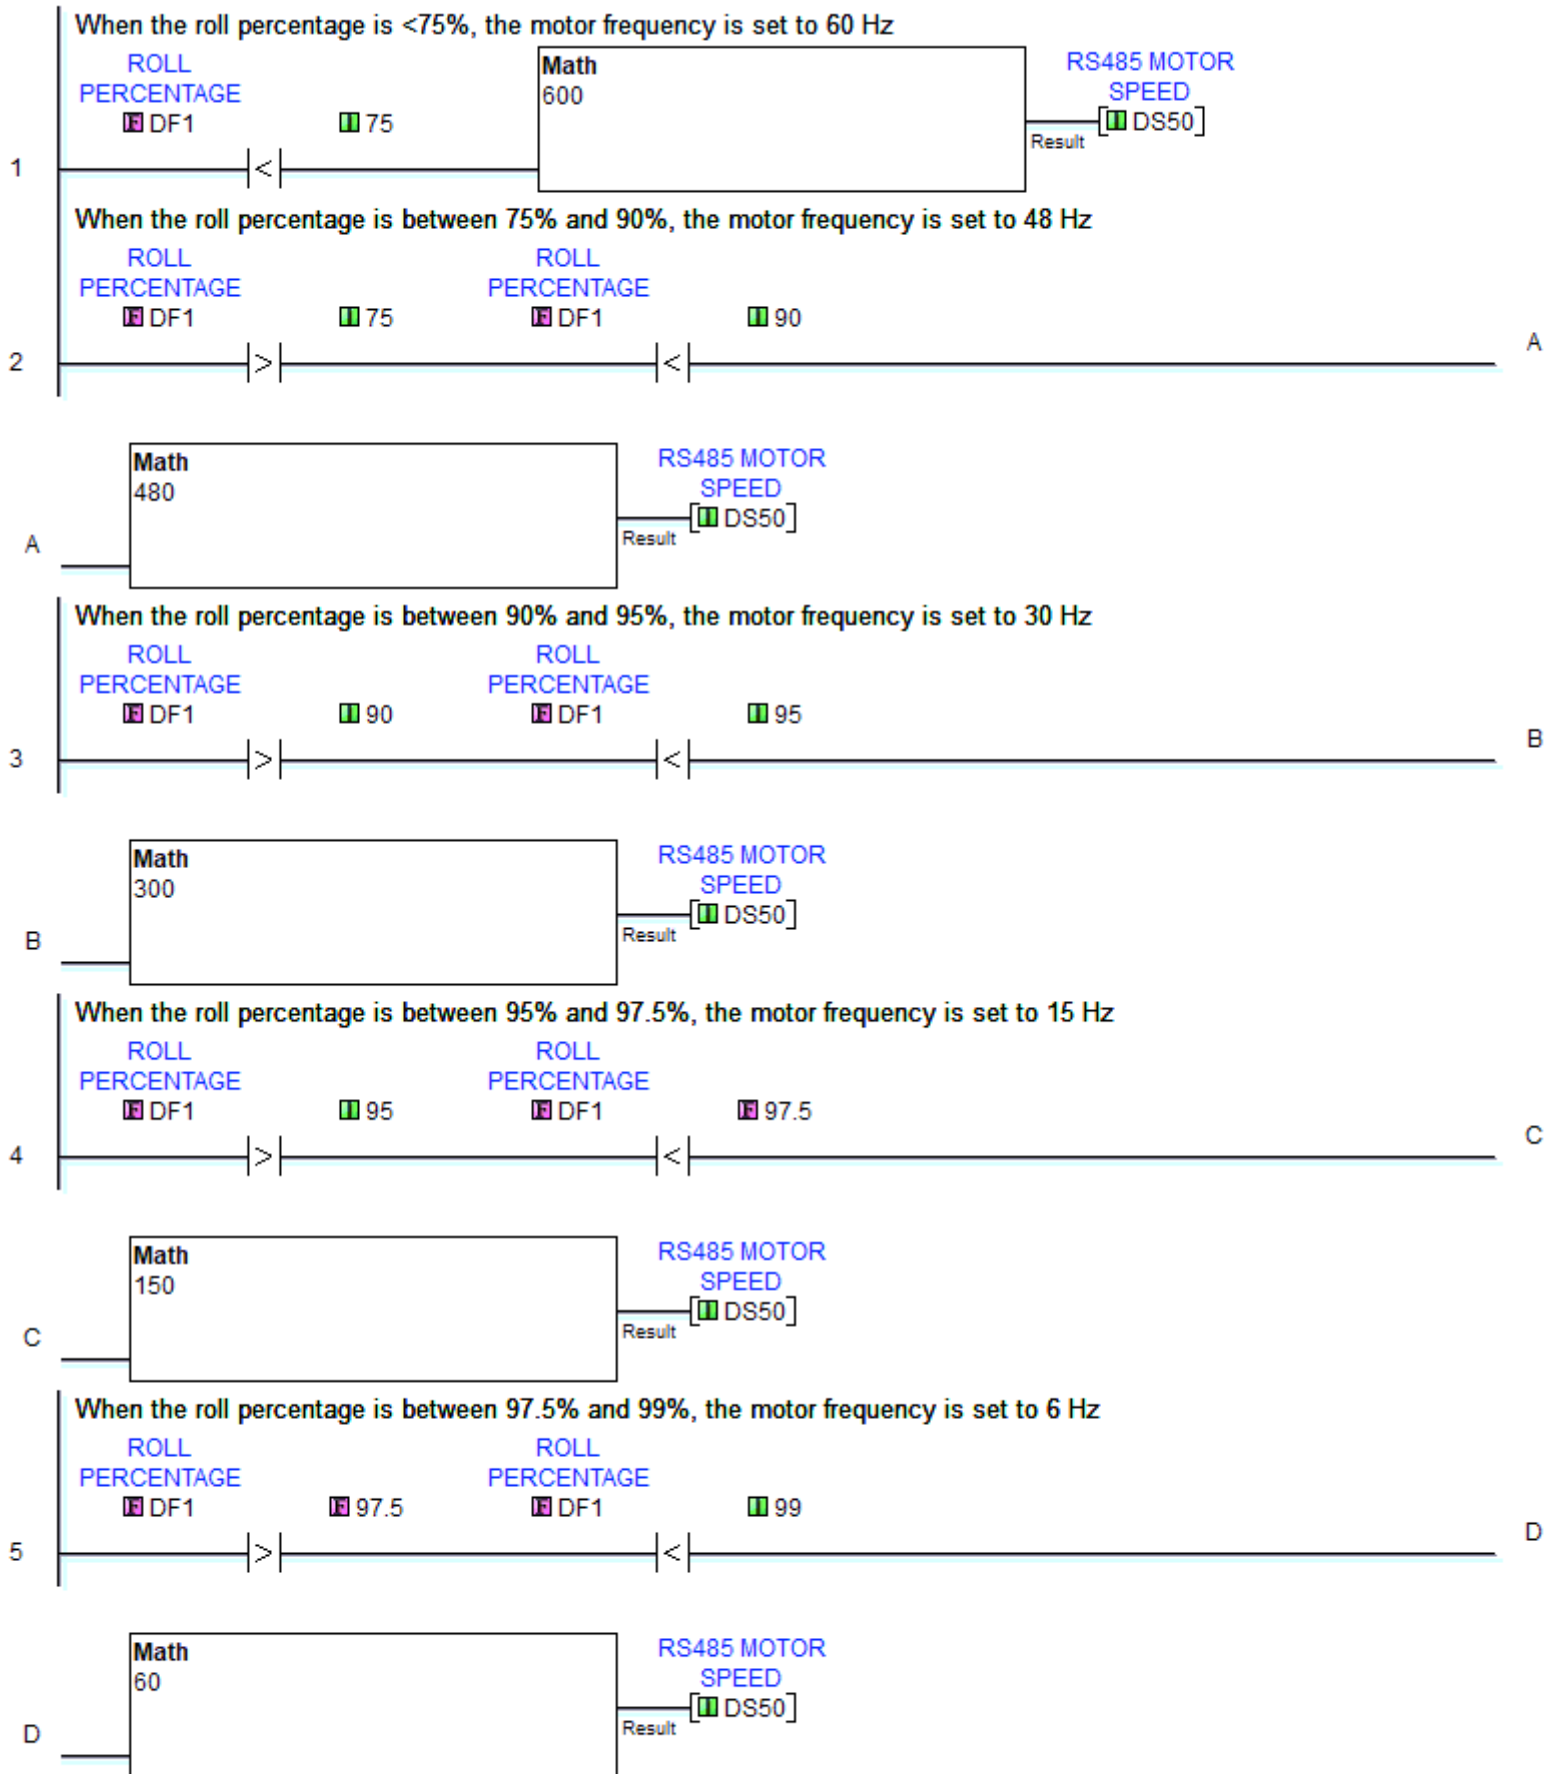 When the roll percentage is <75%, the motor frequency is set to 60 Hz
ROLL
PERCENTAGE
F DF1
I 75
Math
600
RS485 MOTOR
SPEED
I DS50
Result
1
<
When the roll percentage is between 75% and 90%, the motor frequency is set to 48 Hz
ROLL
PERCENTAGE
F DF1
I 75
ROLL
PERCENTAGE
F DF1
I 90
2
>
<
A
Math
480
RS485 MOTOR
SPEED
I DS50
Result
A
When the roll percentage is between 90% and 95%, the motor frequency is set to 30 Hz
ROLL
PERCENTAGE
F DF1
I 90
ROLL
PERCENTAGE
F DF1
I 95
3
>
<
B
Math
300
RS485 MOTOR
SPEED
I DS50
Result
B
When the roll percentage is between 95% and 97.5%, the motor frequency is set to 15 Hz
ROLL
PERCENTAGE
F DF1
I 95
ROLL
PERCENTAGE
F DF1
F 97.5
4
>
<
C
Math
150
RS485 MOTOR
SPEED
I DS50
Result
C
When the roll percentage is between 97.5% and 99%, the motor frequency is set to 6 Hz
ROLL
PERCENTAGE
F DF1
F 97.5
ROLL
PERCENTAGE
F DF1
I 99
5
>
<
D
Math
60
RS485 MOTOR
SPEED
I DS50
Result
D